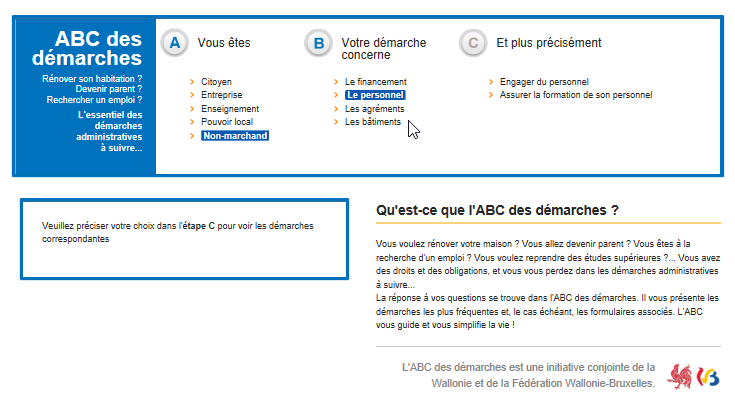 ABC des
démarches
Rénover son habitation ?
Devenir parent ?
Rechercher un emploi ?
L'essentiel des
démarches
administratives
à suivre...
A
Vous êtes
Citoyen
Entreprise
Enseignement
Pouvoir local
Non-marchand
B
Votre démarche
concerne
Le financement
Le personnel
Les agréments
Les bâtiments
C
Et plus précisément
Engager du personnel
Assurer la formation de son personnel
Veuillez préciser votre choix dans l'étape C pour voir les démarches
correspondantes
Qu'est-ce que l'ABC des démarches ?
Vous voulez rénover votre maison ? Vous allez devenir parent ? Vous êtes à la
recherche d'un emploi ? Vous voulez reprendre des études supérieures ?... Vous avez
des droits et des obligations, et vous vous perdez dans les démarches administratives
à suivre...
La réponse à vos questions se trouve dans l'ABC des démarches. Il vous présente les
démarches les plus fréquentes et, le cas échéant, les formulaires associés. L'ABC
vous guide et vous simplifie la vie !
L'ABC des démarches est une initiative conjointe de la
Wallonie et de la Fédération Wallonie-Bruxelles.